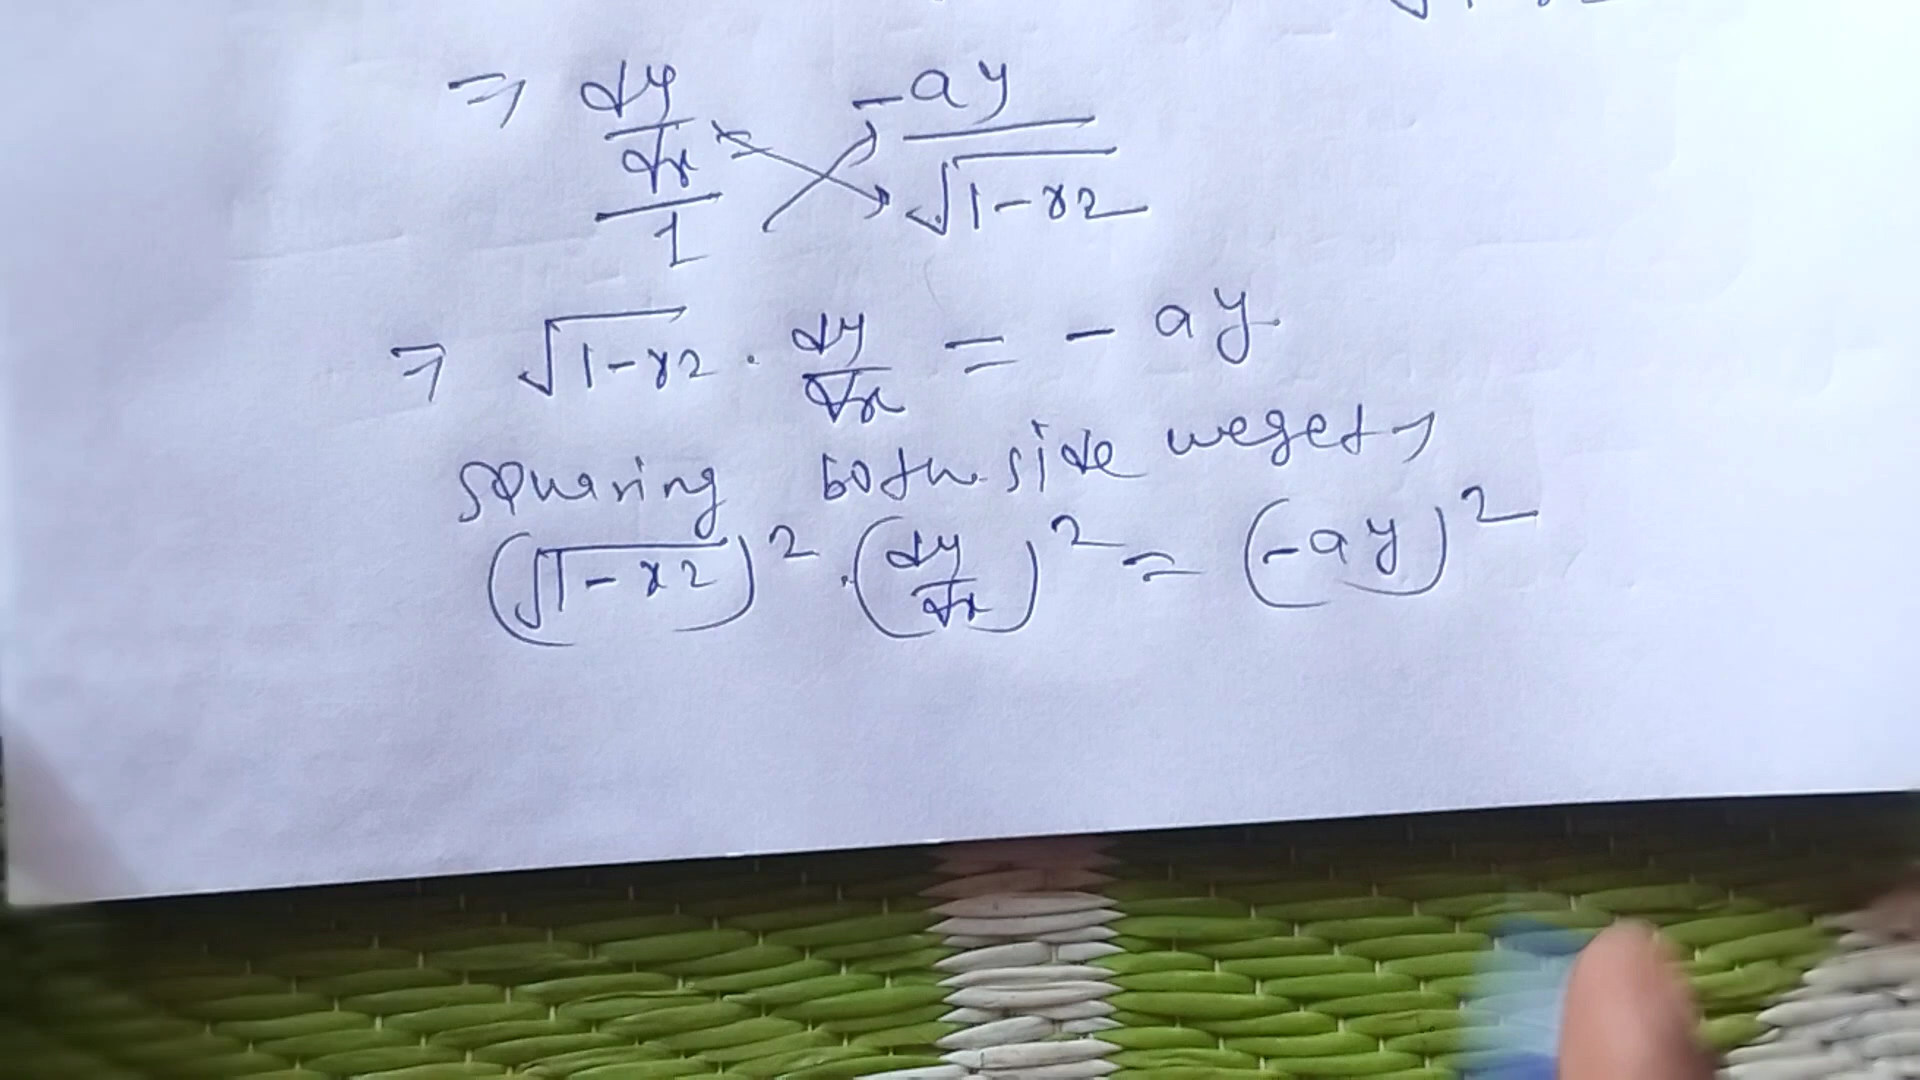 ⇒ dy/dx / 1 = -ay / √1-x2
⇒ √1-x2 · dy/dx = - ay
squaring both side weget,
(√1-x2)2 · (dy/dx)2 = (-ay)2